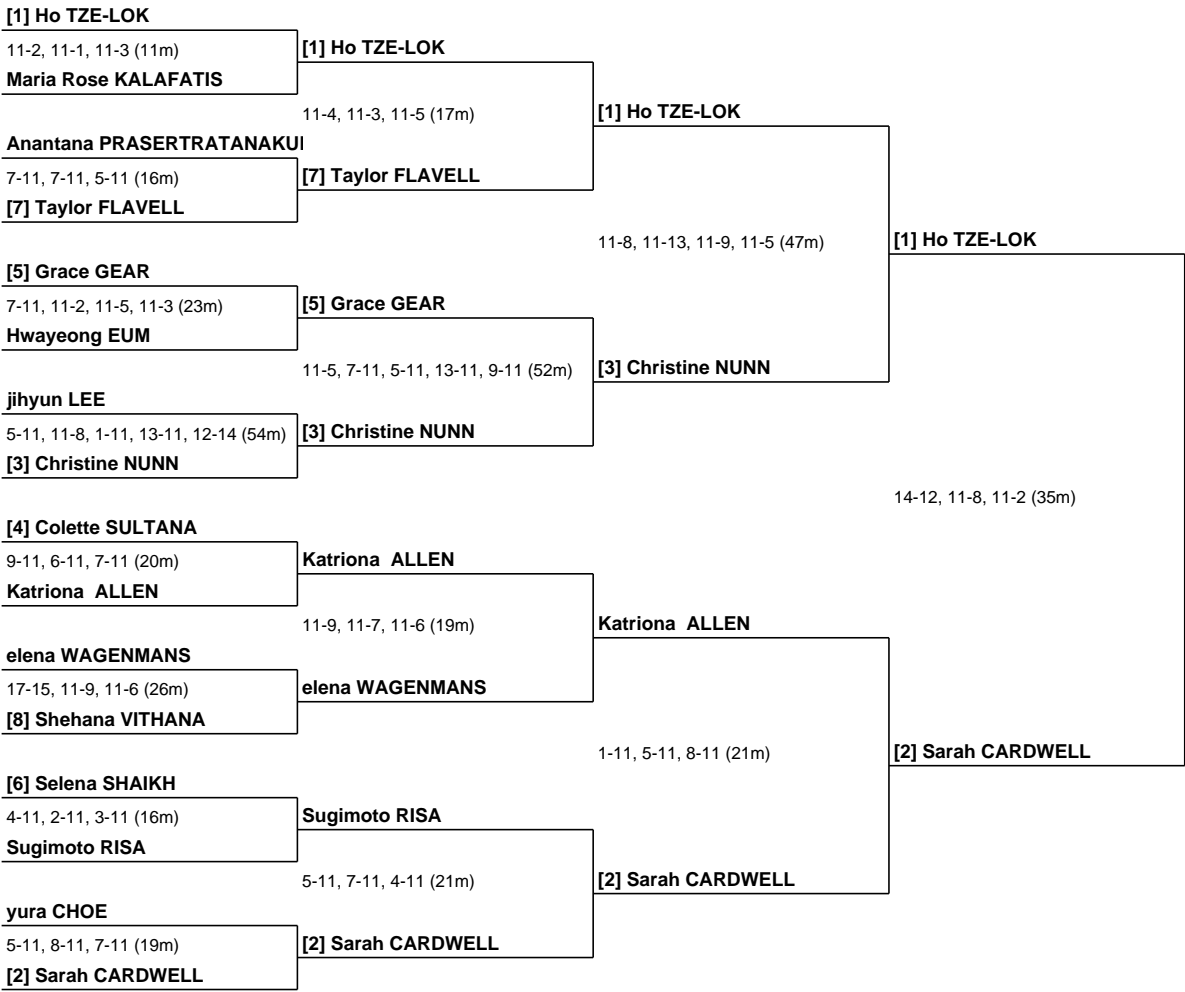 [1] Ho TZE-LOK
11-2, 11-1, 11-3 (11m)
Maria Rose KALAFATIS
Anantana PRASERTRATANAKUI
7-11, 7-11, 5-11 (16m)
[7] Taylor FLAVELL
[5] Grace GEAR
7-11, 11-2, 11-5, 11-3 (23m)
Hwayeong EUM
jihyun LEE
5-11, 11-8, 1-11, 13-11, 12-14 (54m)
[3] Christine NUNN
[4] Colette SULTANA
9-11, 6-11, 7-11 (20m)
Katriona  ALLEN
elena WAGENMANS
17-15, 11-9, 11-6 (26m)
[8] Shehana VITHANA
[6] Selena SHAIKH
4-11, 2-11, 3-11 (16m)
Sugimoto RISA
yura CHOE
5-11, 8-11, 7-11 (19m)
[2] Sarah CARDWELL
[1] Ho TZE-LOK
11-4, 11-3, 11-5 (17m)
[7] Taylor FLAVELL
[5] Grace GEAR
11-5, 7-11, 5-11, 13-11, 9-11 (52m)
[3] Christine NUNN
Katriona  ALLEN
11-9, 11-7, 11-6 (19m)
elena WAGENMANS
Sugimoto RISA
5-11, 7-11, 4-11 (21m)
[2] Sarah CARDWELL
[1] Ho TZE-LOK
11-8, 11-13, 11-9, 11-5 (47m)
[3] Christine NUNN
Katriona  ALLEN
1-11, 5-11, 8-11 (21m)
[2] Sarah CARDWELL
[1] Ho TZE-LOK
14-12, 11-8, 11-2 (35m)
[2] Sarah CARDWELL